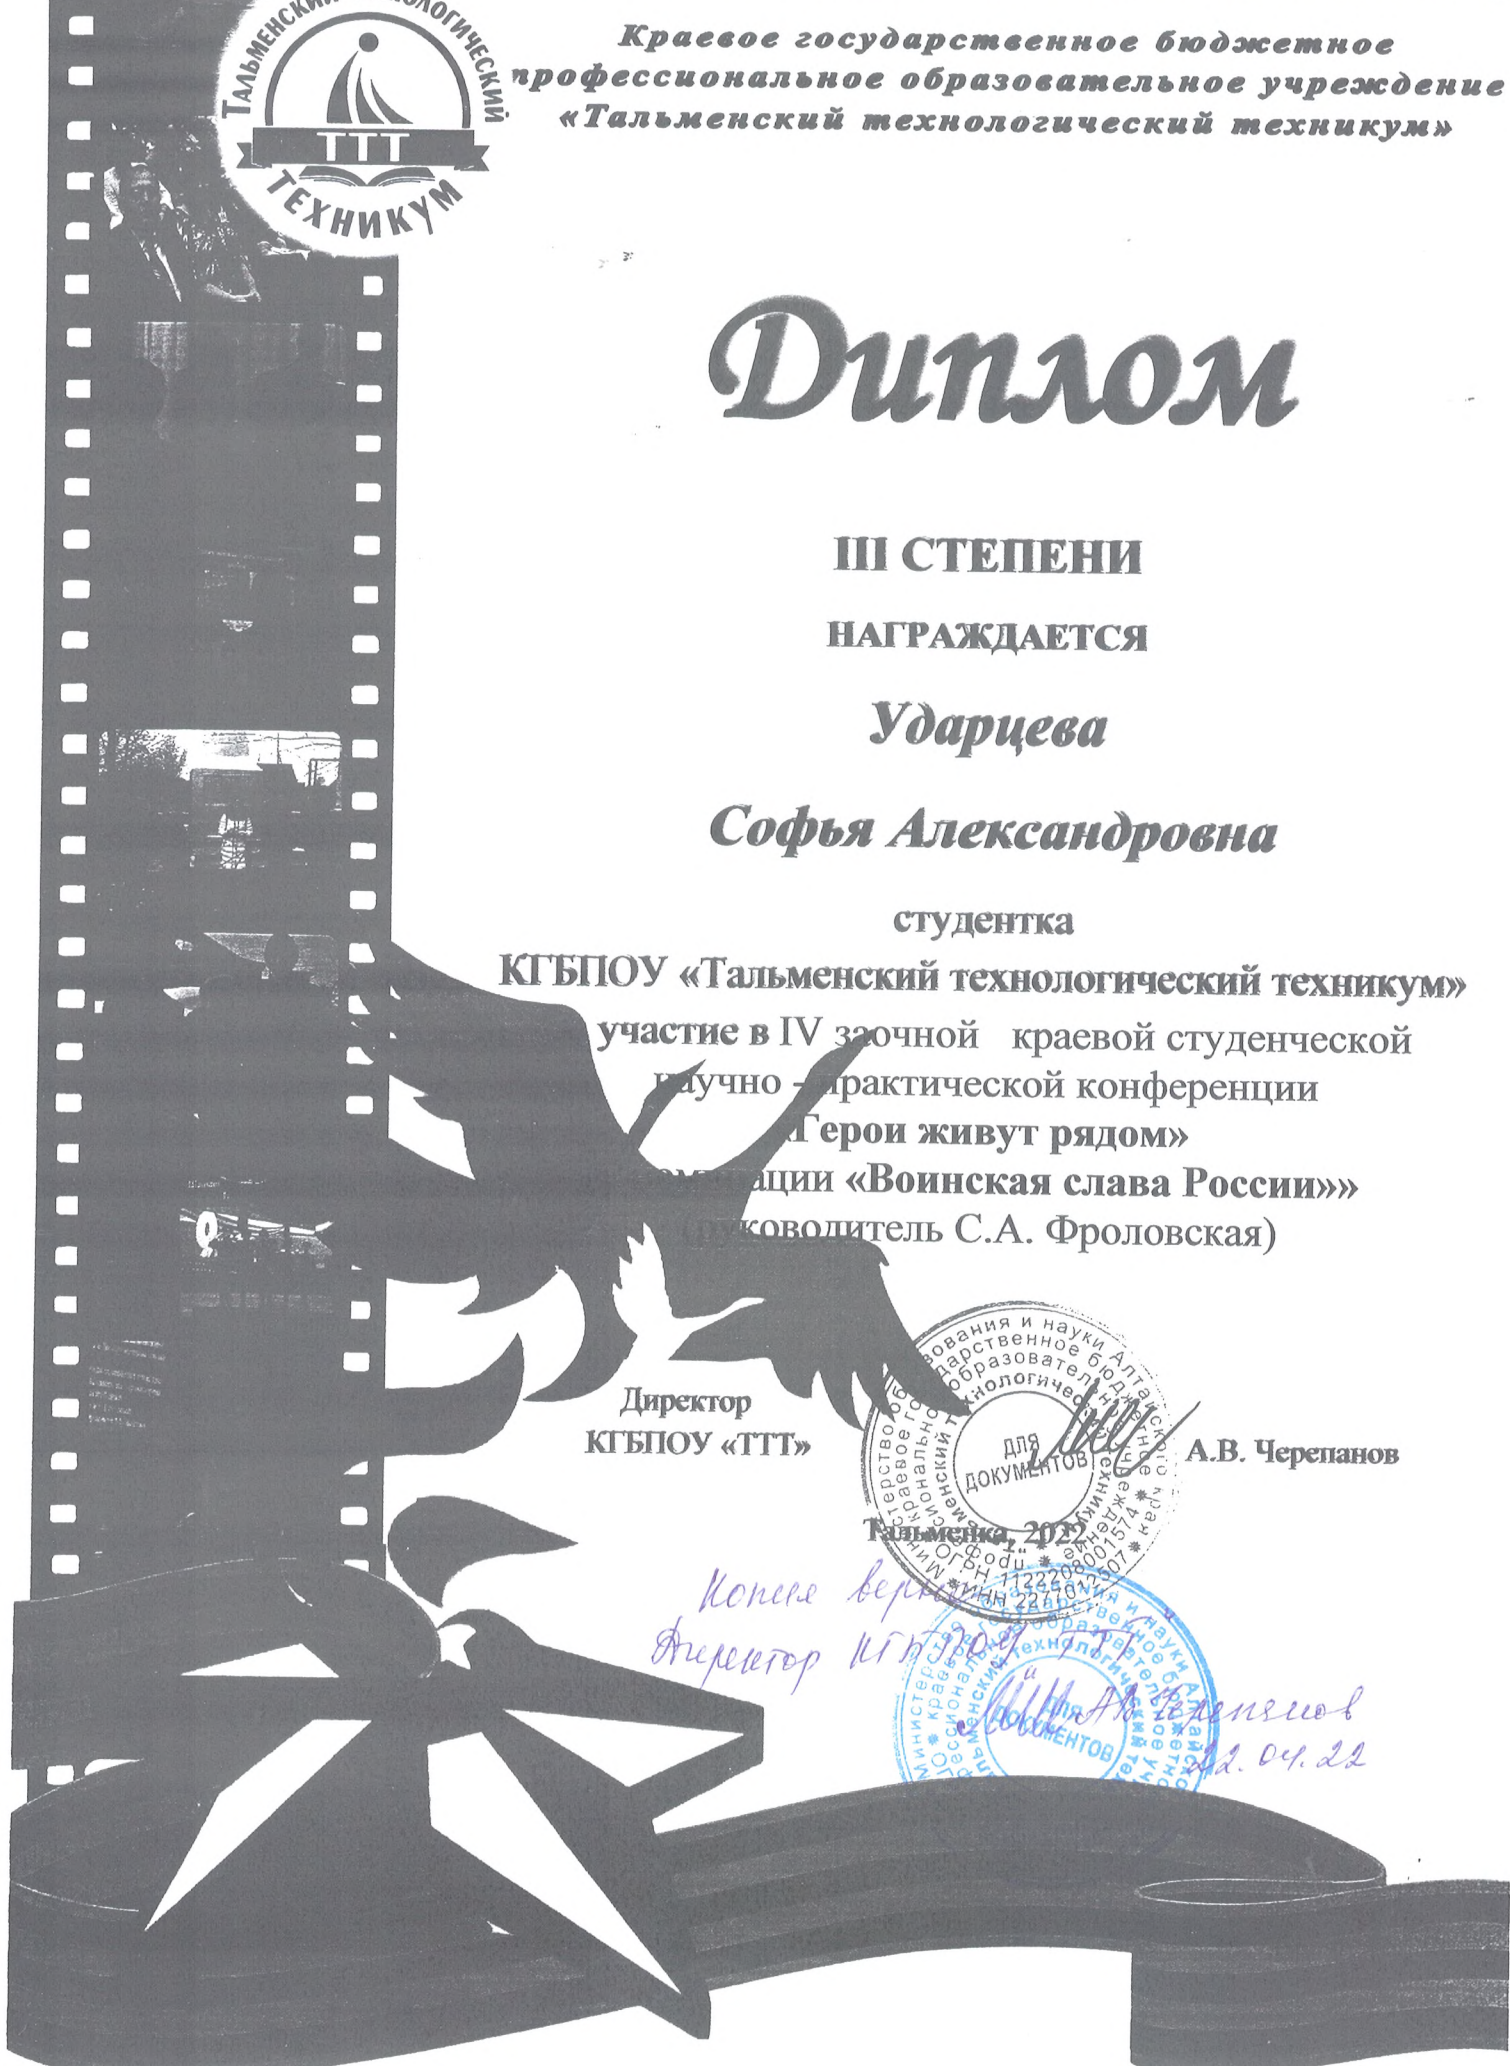 Краевое государственное бюджетное
профессиональное образовательное учреждение
«Тальменский технологический техникум»
ТЕХНИКУМ
ТТТ
Диплом
III СТЕПЕНИ
НАГРАЖДАЕТСЯ
Ударцева
Софья Александровна
студентка
КГБПОУ «Тальменский технологический техникум»
участие в IV заочной краевой студенческой
научно - практической конференции
«Герои живут рядом»
«Воинская слава России»»
руководитель С.А. Фроловская)
Директор
КГБПОУ «ТТТ»
ДЛЯ
ДОКУМЕНТОВ
А.В. Черепанов
Тальменка, 2022
Копия верна
Директор КГБПОУ "ТТТ"
А.В. Черепанов
22.04.22